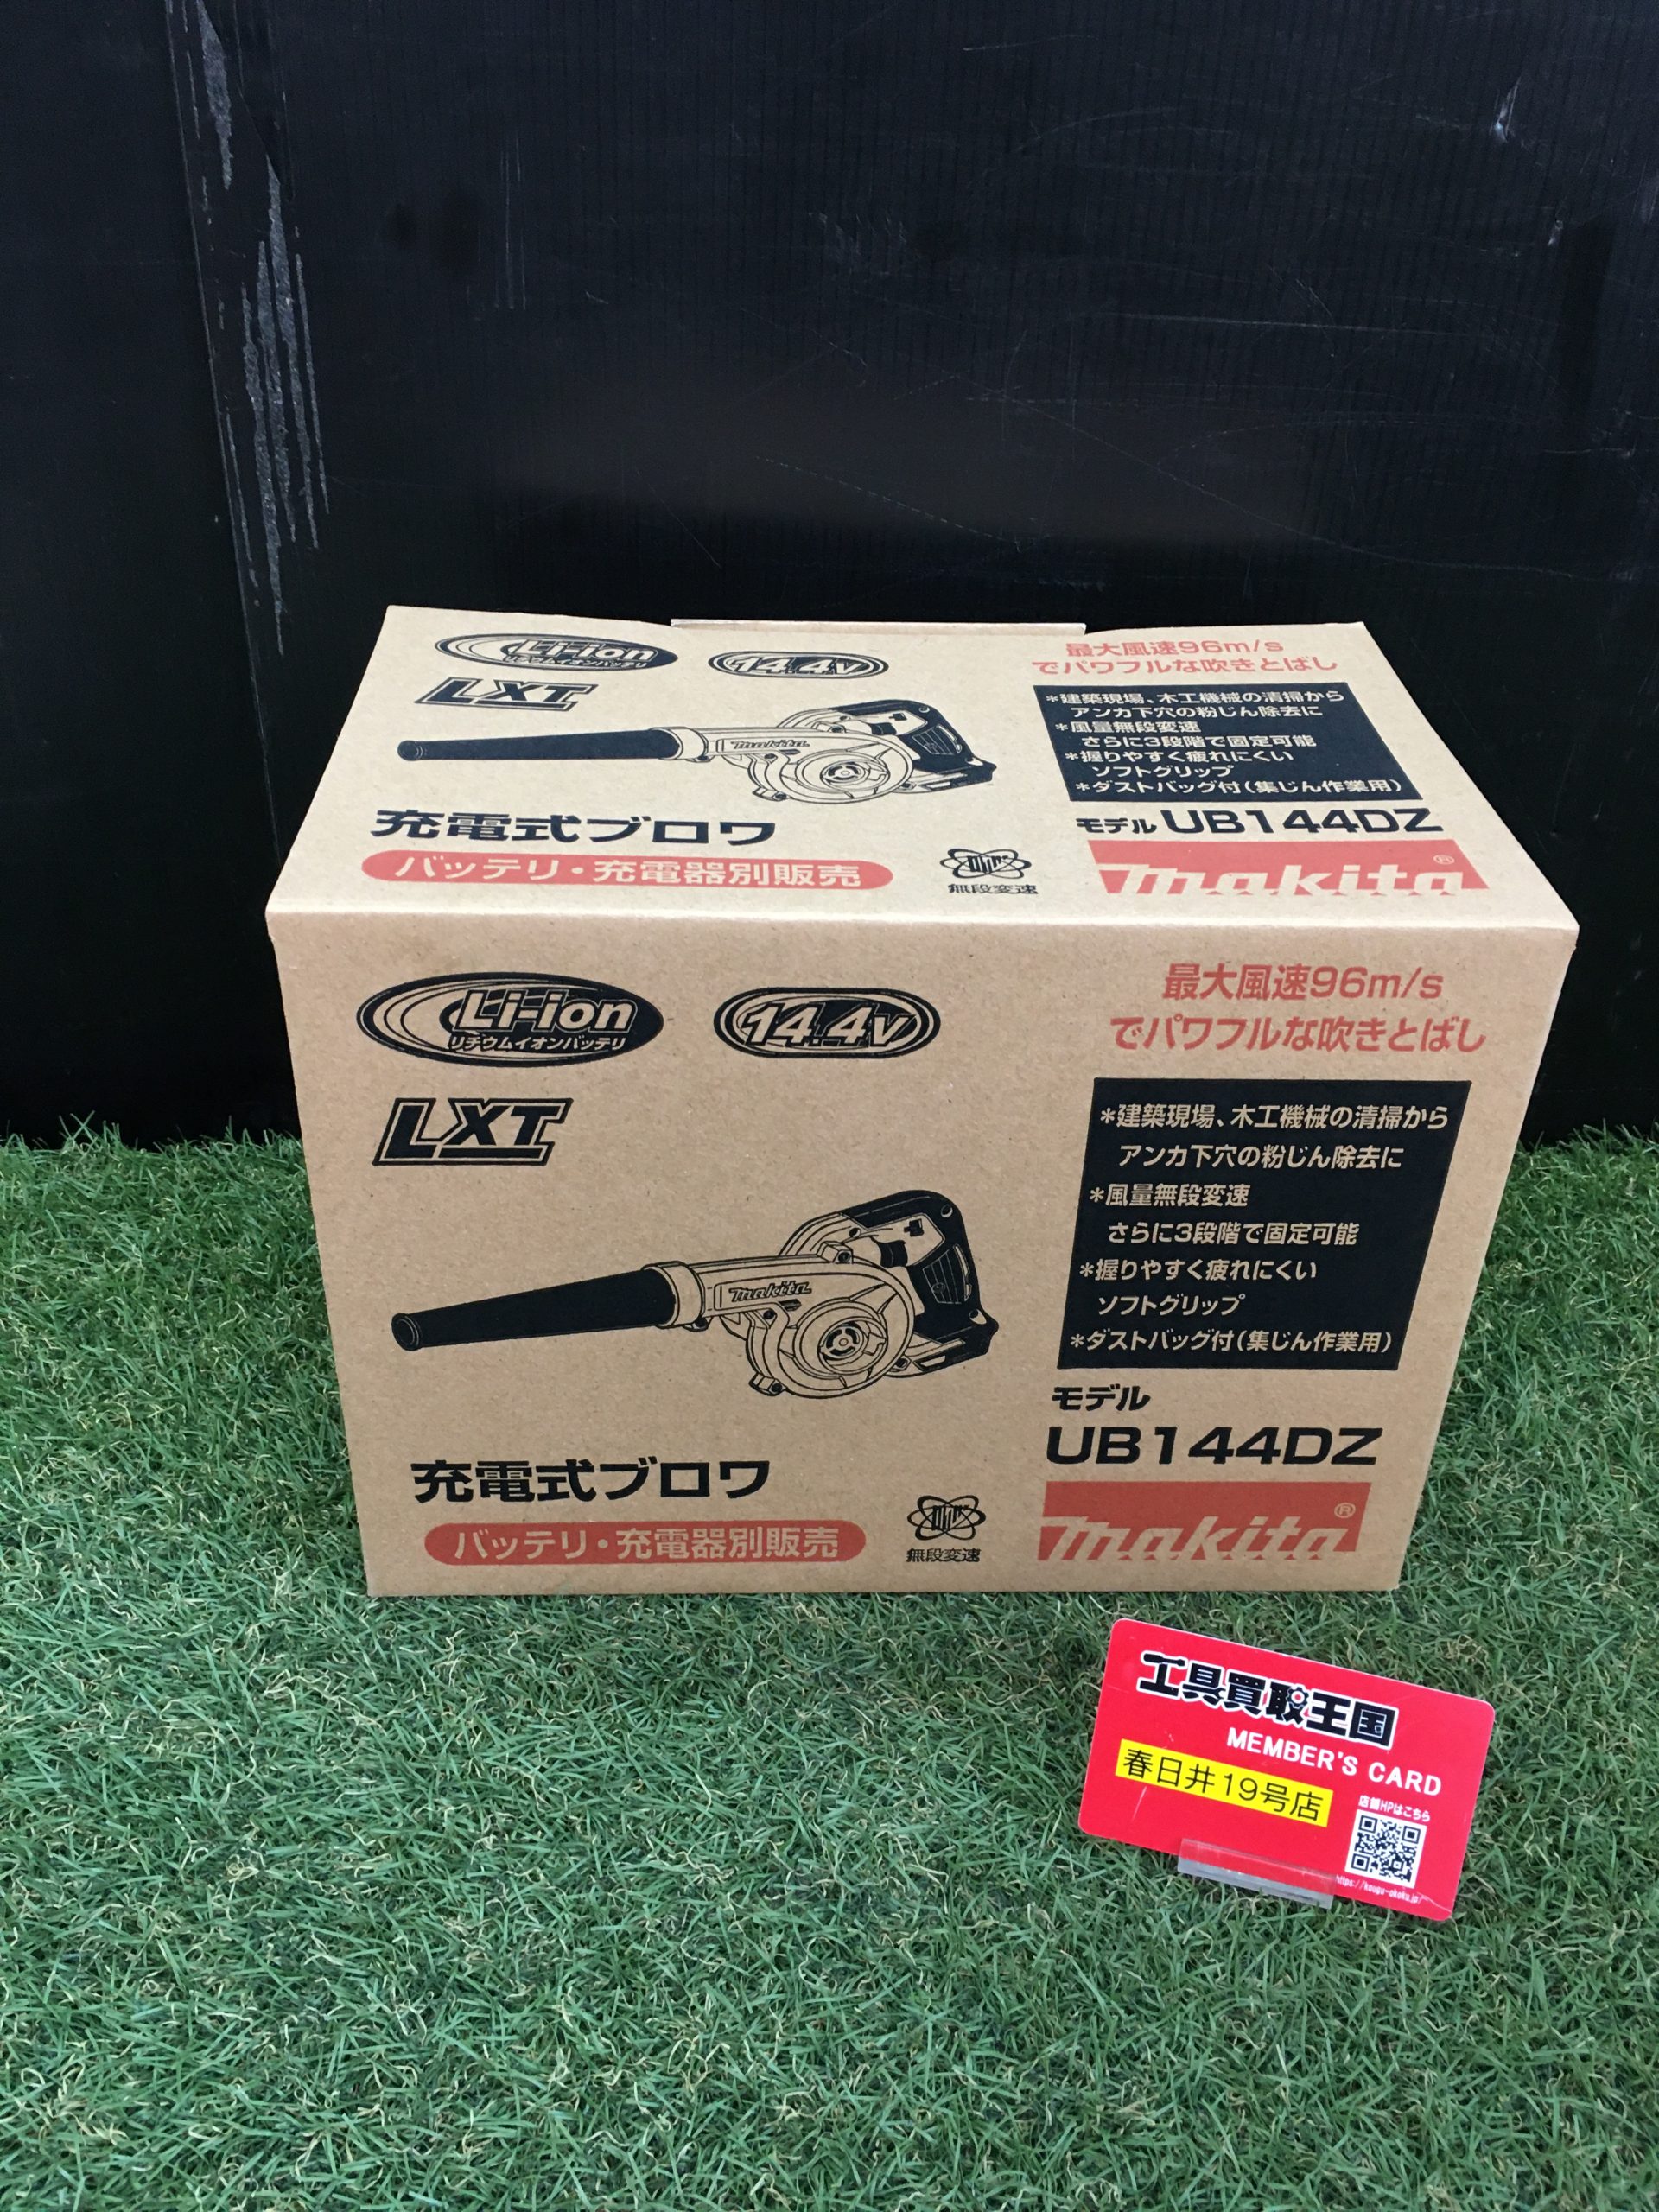 Li-ion
リチウムイオンバッテリ
14.4V
LXT
makita
充電式ブロワ
バッテリ・充電器別販売
無段変速
最大風速96m/s
でパワフルな吹きとばし
*建築現場、木工機械の清掃から
アンカ下穴の粉じん除去に
*風量無段変速
さらに3段階で固定可能
*握りやすく疲れにくい
ソフトグリップ
*ダストバッグ付(集じん作業用)
モデル UB144DZ
makita®
Li-ion
リチウムイオンバッテリ
14.4V
LXT
makita
充電式ブロワ
バッテリ・充電器別販売
無段変速
最大風速96m/s
でパワフルな吹きとばし
*建築現場、木工機械の清掃から
アンカ下穴の粉じん除去に
*風量無段変速
さらに3段階で固定可能
*握りやすく疲れにくい
ソフトグリップ
*ダストバッグ付(集じん作業用)
モデル
UB144DZ
makita®
工具買取王国
MEMBER'S CARD
春日井19号店
店舗HPはこちら